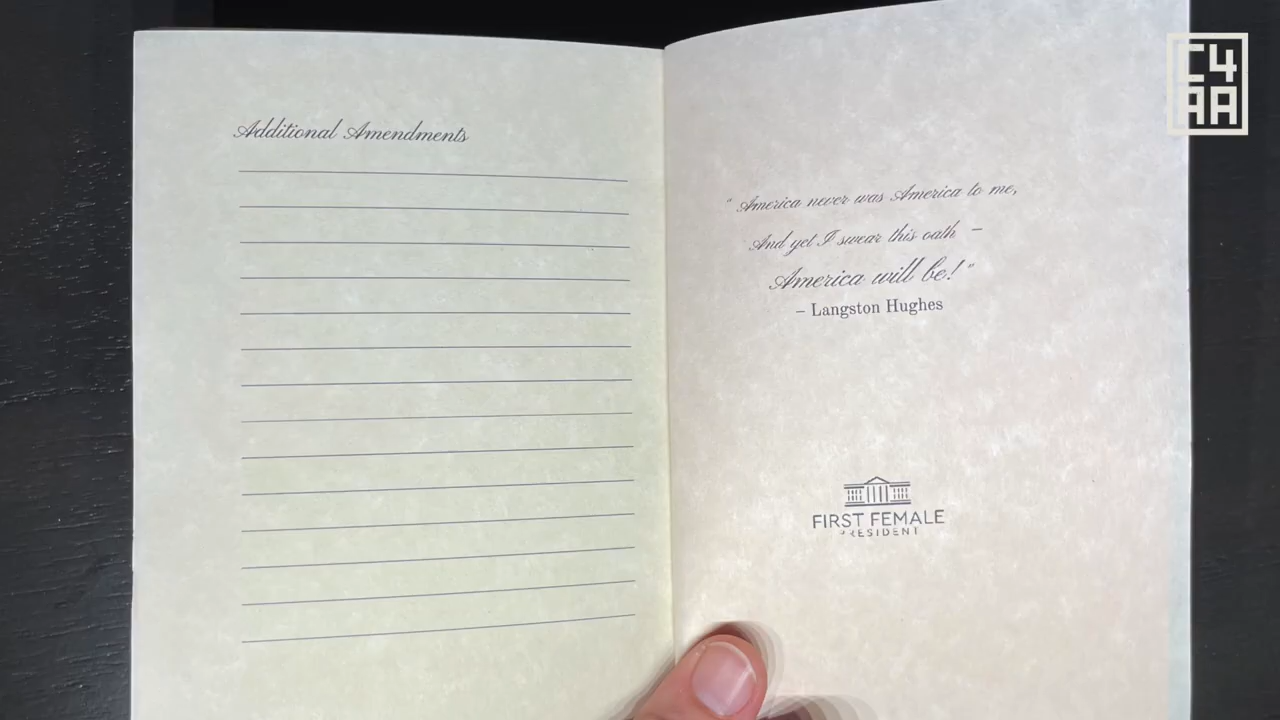 Additional Amendments
“America never was America to me,
And yet I swear this oath –
America will be!”
– Langston Hughes
FIRST FEMALE
PRESIDENT
C4
AA